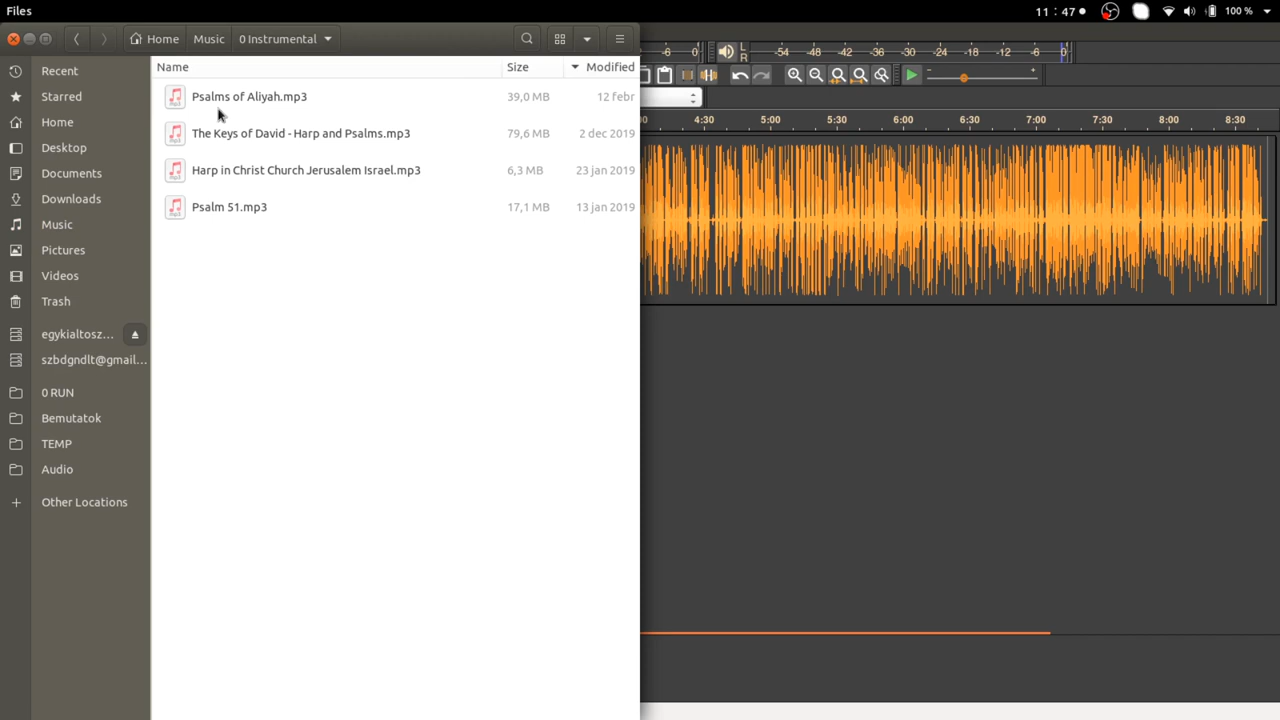 Files
11 : 47
100 %
Home
Music
0 Instrumental
-6
0
L
R
-54 -48 -42 -36 -30 -24 -18 -12 -6 0
Name Size Modified
Recent
Starred
Home
Desktop
Documents
Downloads
Music
Pictures
Videos
Trash
egykialtosz...
szbdgndlt@gmail...
0 RUN
Bemutatok
TEMP
Audio
Other Locations
Psalms of Aliyah.mp3 39,0 MB 12 febr
The Keys of David - Harp and Psalms.mp3 79,6 MB 2 dec 2019
Harp in Christ Church Jerusalem Israel.mp3 6,3 MB 23 jan 2019
Psalm 51.mp3 17,1 MB 13 jan 2019
4:30 5:00 5:30 6:00 6:30 7:00 7:30 8:00 8:30